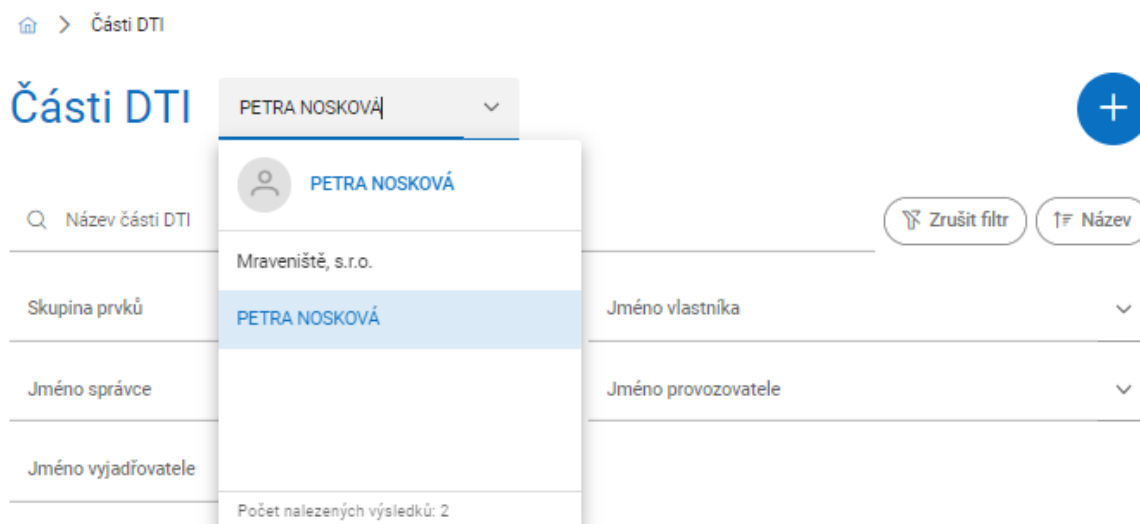 Části DTI
Části DTI
PETRA NOSKOVÁ
PETRA NOSKOVÁ
Název části DTI
Zrušit filtr
Název
Mraveniště, s.r.o.
Skupina prvků
PETRA NOSKOVÁ
Jméno vlastníka
Jméno správce
Jméno provozovatele
Jméno vyjadřovatele
Počet nalezených výsledků: 2